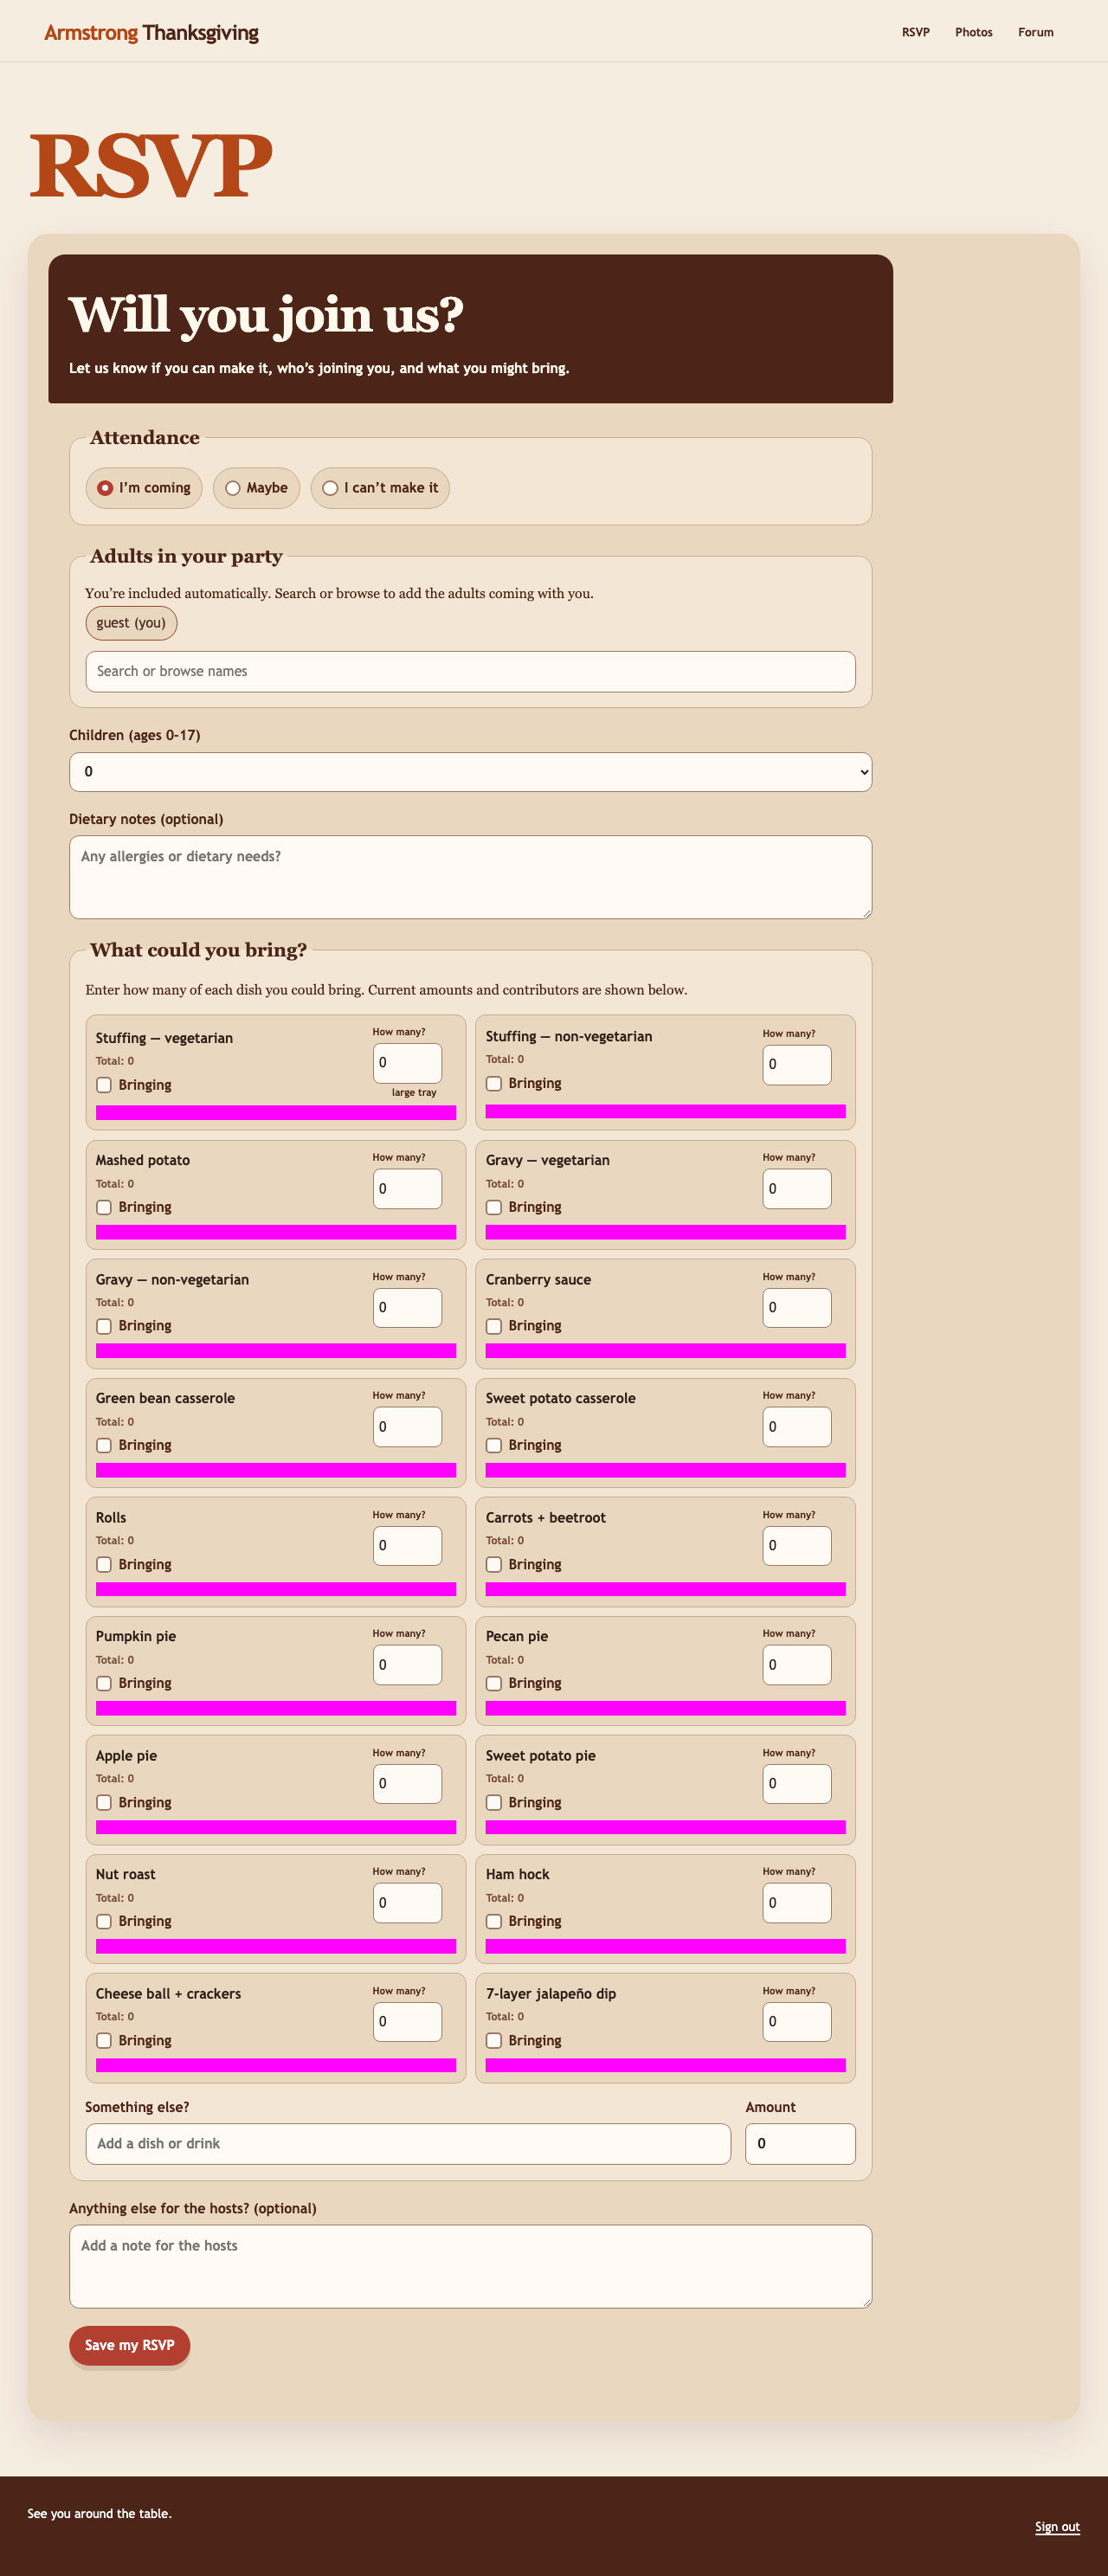 Armstrong Thanksgiving
RSVP
Photos
Forum
RSVP
Will you join us?
Let us know if you can make it, who’s joining you, and what you might bring.
Attendance
I’m coming
Maybe
I can’t make it
Adults in your party
You’re included automatically. Search or browse to add the adults coming with you.
guest (you)
Search or browse names
Children (ages 0-17)
0
Dietary notes (optional)
Any allergies or dietary needs?
What could you bring?
Enter how many of each dish you could bring. Current amounts and contributors are shown below.
Stuffing — vegetarian
Total: 0
Bringing
How many?
0
large tray
Stuffing — non-vegetarian
Total: 0
Bringing
How many?
0
Mashed potato
Total: 0
Bringing
How many?
0
Gravy — vegetarian
Total: 0
Bringing
How many?
0
Gravy — non-vegetarian
Total: 0
Bringing
How many?
0
Cranberry sauce
Total: 0
Bringing
How many?
0
Green bean casserole
Total: 0
Bringing
How many?
0
Sweet potato casserole
Total: 0
Bringing
How many?
0
Rolls
Total: 0
Bringing
How many?
0
Carrots + beetroot
Total: 0
Bringing
How many?
0
Pumpkin pie
Total: 0
Bringing
How many?
0
Pecan pie
Total: 0
Bringing
How many?
0
Apple pie
Total: 0
Bringing
How many?
0
Sweet potato pie
Total: 0
Bringing
How many?
0
Nut roast
Total: 0
Bringing
How many?
0
Ham hock
Total: 0
Bringing
How many?
0
Cheese ball + crackers
Total: 0
Bringing
How many?
0
7-layer jalapeño dip
Total: 0
Bringing
How many?
0
Something else?
Add a dish or drink
Amount
0
Anything else for the hosts? (optional)
Add a note for the hosts
Save my RSVP
See you around the table.
Sign out